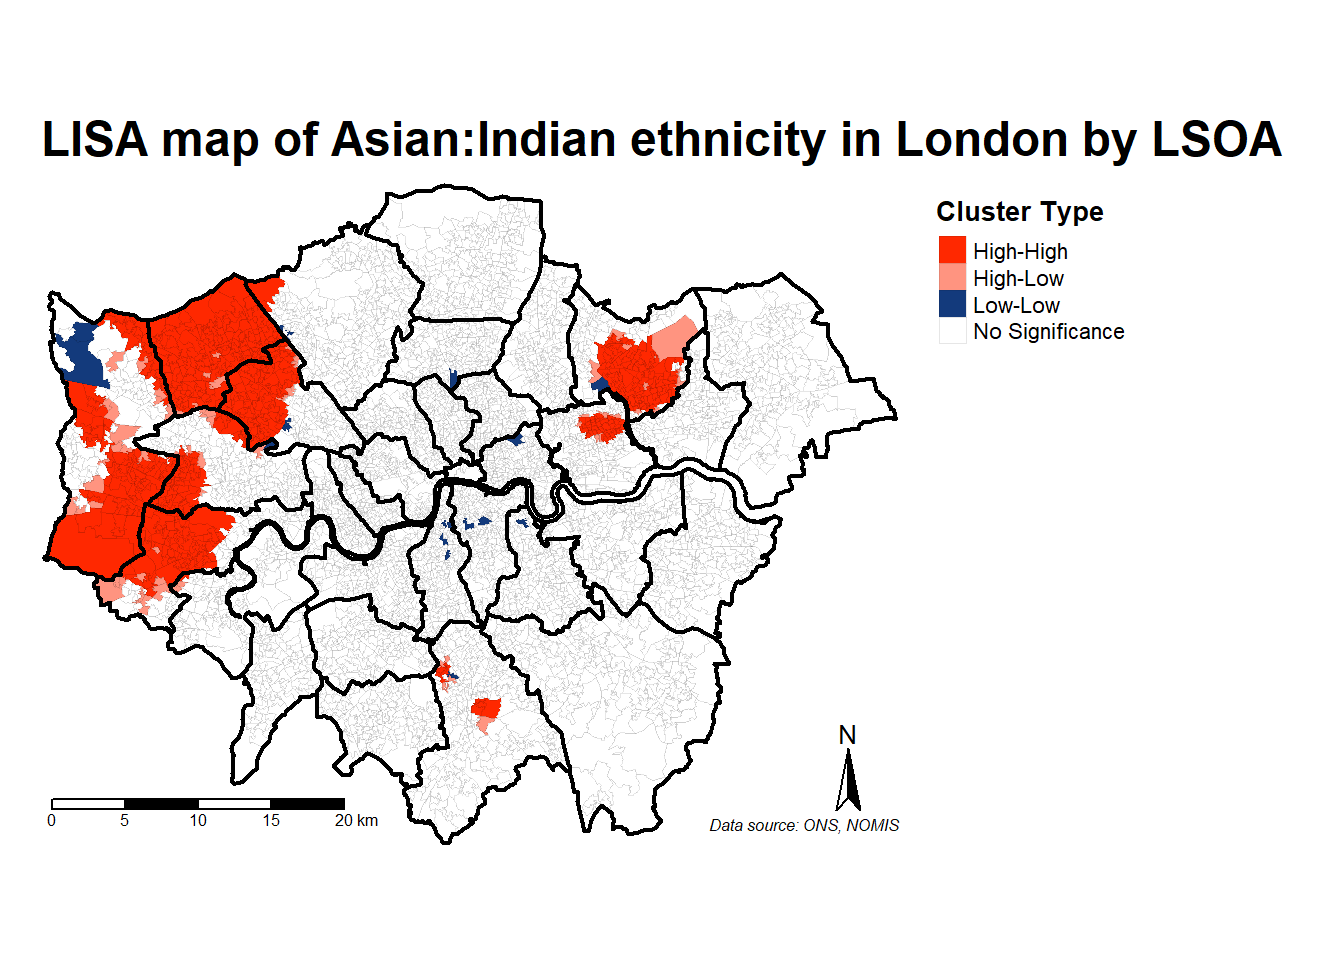 LISA map of Asian:Indian ethnicity in London by LSOA
Cluster Type
High-High
High-Low
Low-Low
No Significance
N
0 5 10 15 20 km
Data source: ONS, NOMIS